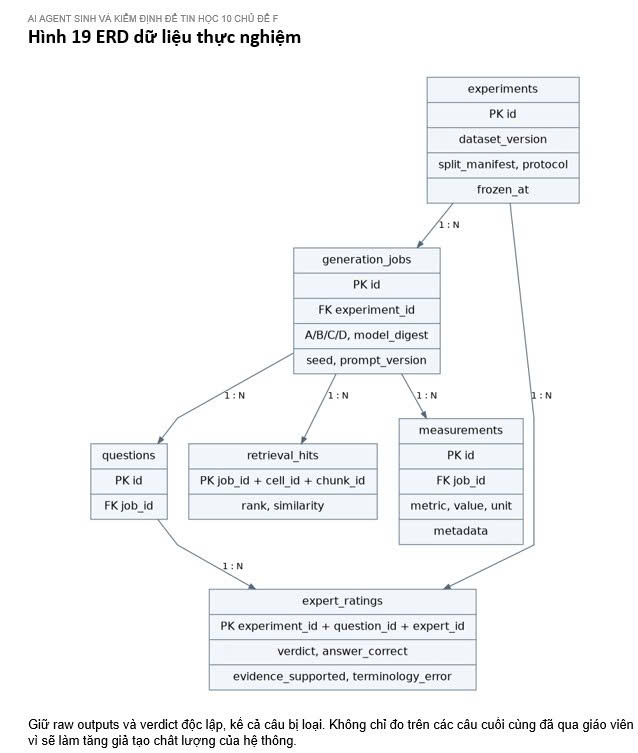 AI AGENT SINH VÀ KIỂM ĐỊNH ĐỀ TIN HỌC 10 CHỦ ĐỀ F
Hình 19 ERD dữ liệu thực nghiệm
experiments
PK id
dataset_version
split_manifest, protocol
frozen_at
1 : N
generation_jobs
PK id
FK experiment_id
A/B/C/D, model_digest
seed, prompt_version
1 : N
1 : N
1 : N
1 : N
questions
PK id
FK job_id
retrieval_hits
PK job_id + cell_id + chunk_id
rank, similarity
measurements
PK id
FK job_id
metric, value, unit
metadata
1 : N
expert_ratings
PK experiment_id + question_id + expert_id
verdict, answer_correct
evidence_supported, terminology_error
Giữ raw outputs và verdict độc lập, kể cả câu bị loại. Không chỉ đo trên các câu cuối cùng đã qua giáo viên
vì sẽ làm tăng giả tạo chất lượng của hệ thống.